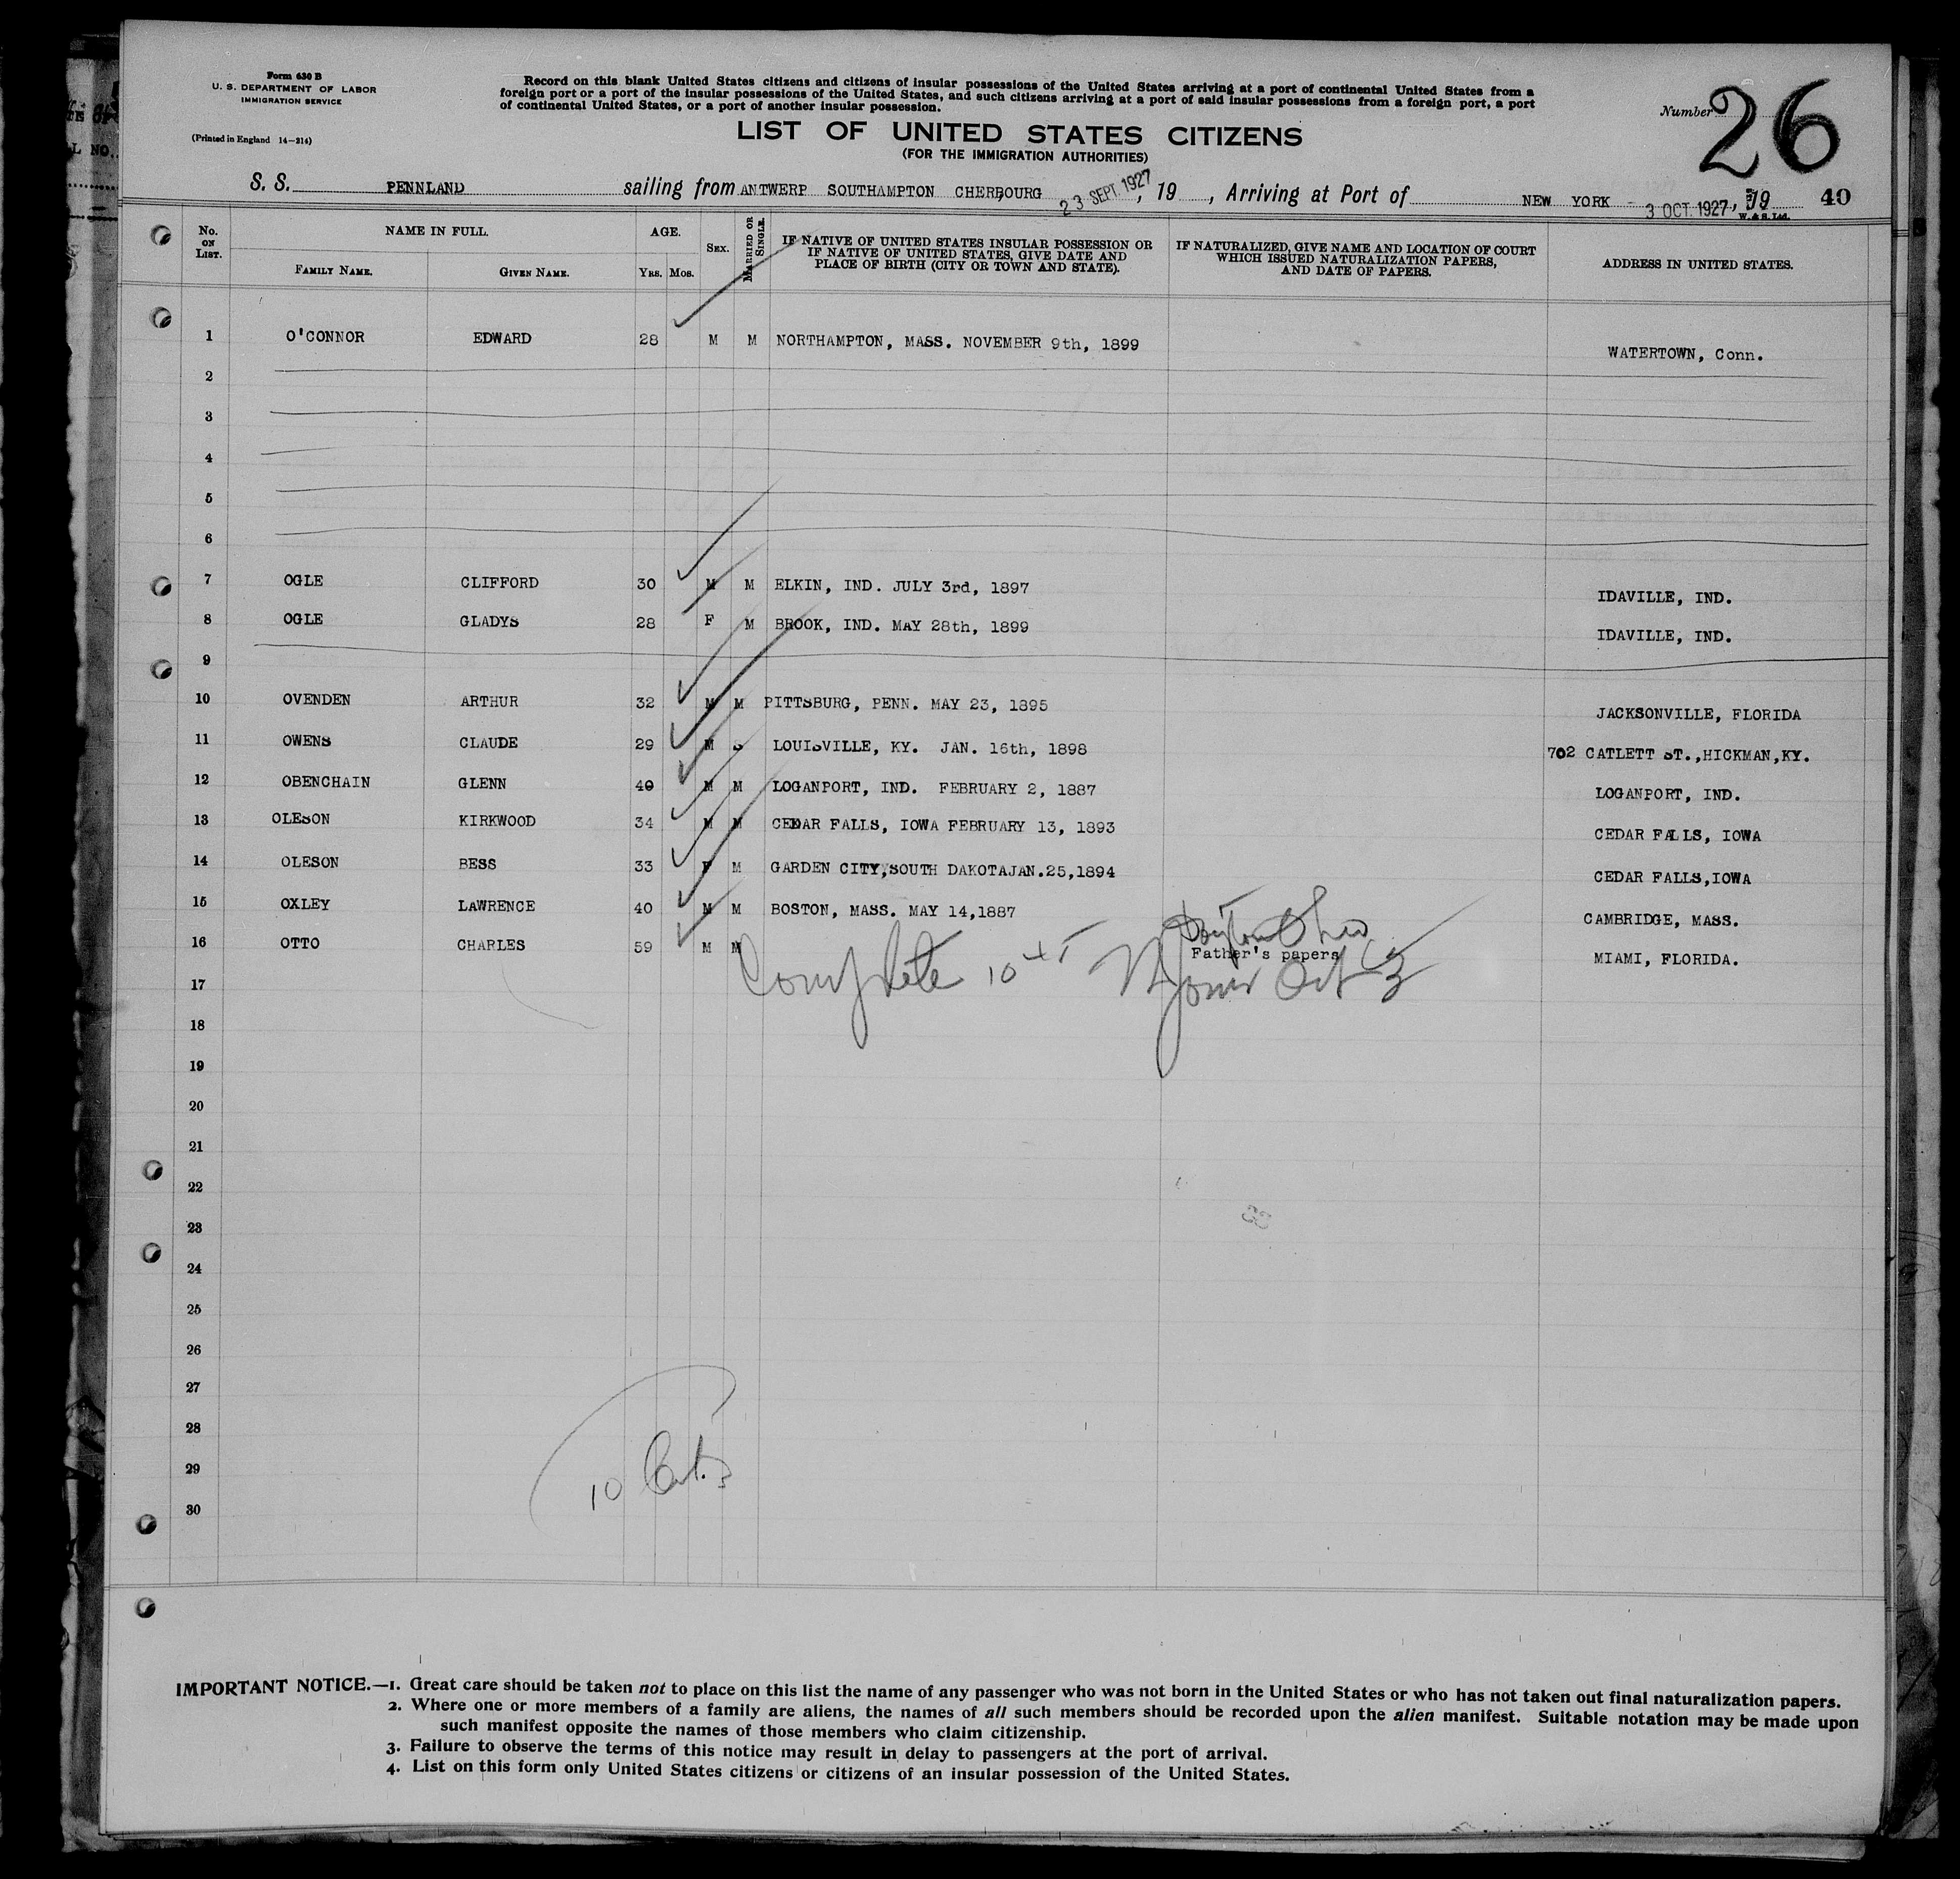 Form 630 B
U. S. DEPARTMENT OF LABOR
IMMIGRATION SERVICE
(Printed in England 14—214)
Record on this blank United States citizens and citizens of insular possessions of the United States arriving at a port of continental United States from a
foreign port or a port of the insular possessions of the United States, and such citizens arriving at a port of said insular possessions from a foreign port, a port
of continental United States, or a port of another insular possession.
Number 26
LIST OF UNITED STATES CITIZENS
(FOR THE IMMIGRATION AUTHORITIES)
S. S. PENNLAND sailing from ANTWERP SOUTHAMPTON CHERBOURG 23 SEPT. 1927, 19 , Arriving at Port of NEW YORK - 3 OCT. 1927, 19 40
W. & S. Ltd.
No. ON LIST. NAME IN FULL. AGE. SEX. MARRIED OR SINGLE. IF NATIVE OF UNITED STATES INSULAR POSSESSION OR IF NATIVE OF UNITED STATES, GIVE DATE AND PLACE OF BIRTH (CITY OR TOWN AND STATE). IF NATURALIZED, GIVE NAME AND LOCATION OF COURT WHICH ISSUED NATURALIZATION PAPERS, AND DATE OF PAPERS. ADDRESS IN UNITED STATES.
FAMILY NAME. GIVEN NAME. YRS. MOS.
1 O'CONNOR EDWARD 28 M M NORTHAMPTON, MASS. NOVEMBER 9th, 1899 WATERTOWN, Conn.
2
3
4
5
6
7 OGLE CLIFFORD 30 M M ELKIN, IND. JULY 3rd, 1897 IDAVILLE, IND.
8 OGLE GLADYS 28 F M BROOK, IND. MAY 28th, 1899 IDAVILLE, IND.
9
10 OVENDEN ARTHUR 32 M M PITTSBURG, PENN. MAY 23, 1895 JACKSONVILLE, FLORIDA
11 OWENS CLAUDE 29 M S LOUISVILLE, KY. JAN. 16th, 1898 702 CATLETT ST.,HICKMAN,KY.
12 OBENCHAIN GLENN 40 M M LOGANPORT, IND. FEBRUARY 2, 1887 LOGANPORT, IND.
13 OLESON KIRKWOOD 34 M M CEDAR FALLS, IOWA FEBRUARY 13, 1893 CEDAR FALLS, IOWA
14 OLESON BESS 33 F M GARDEN CITY,SOUTH DAKOTAJAN.25,1894 CEDAR FALLS,IOWA
15 OXLEY LAWRENCE 40 M M BOSTON, MASS. MAY 14,1887 CAMBRIDGE, MASS.
Dayton Ohio
16 OTTO CHARLES 59 M M Father's papers MIAMI, FLORIDA.
Complete 10 Oct 3
17
18
19
20
21
22
23
24
25
26
27
28
29
10
30
IMPORTANT NOTICE.—1. Great care should be taken not to place on this list the name of any passenger who was not born in the United States or who has not taken out final naturalization papers.
2. Where one or more members of a family are aliens, the names of all such members should be recorded upon the alien manifest. Suitable notation may be made upon
such manifest opposite the names of those members who claim citizenship.
3. Failure to observe the terms of this notice may result in delay to passengers at the port of arrival.
4. List on this form only United States citizens or citizens of an insular possession of the United States.